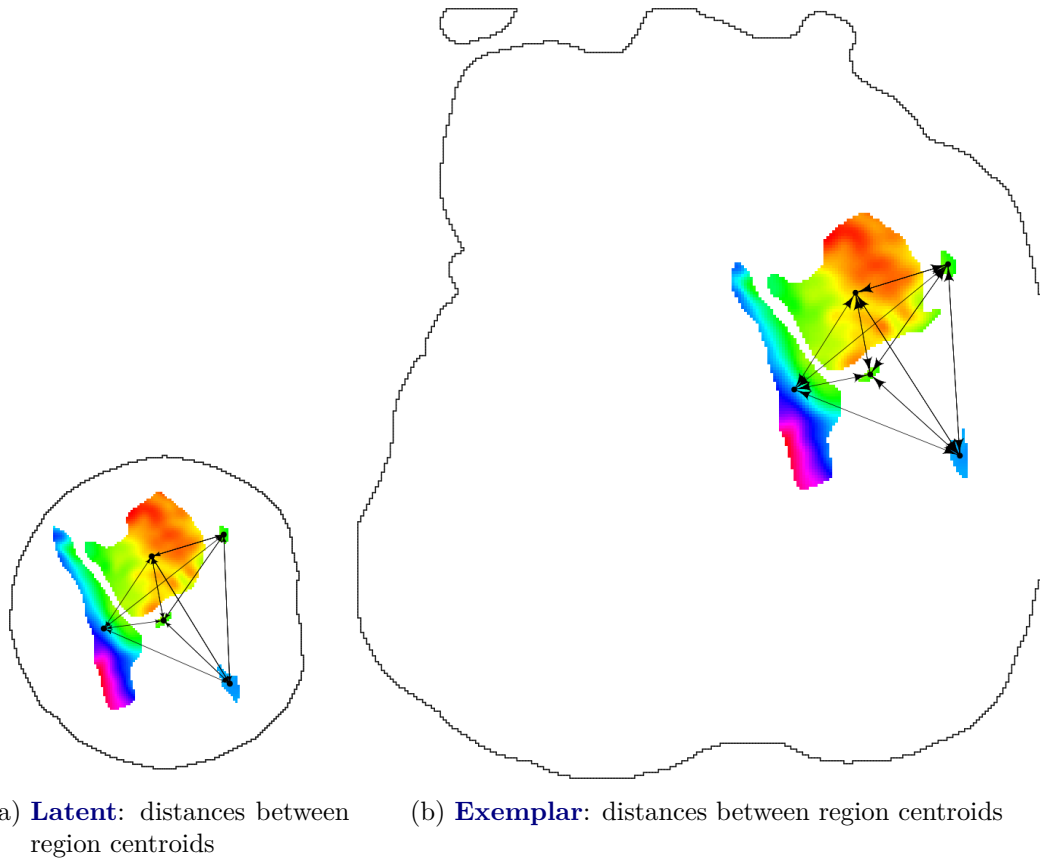 a) Latent: distances between
region centroids
(b) Exemplar: distances between region centroids